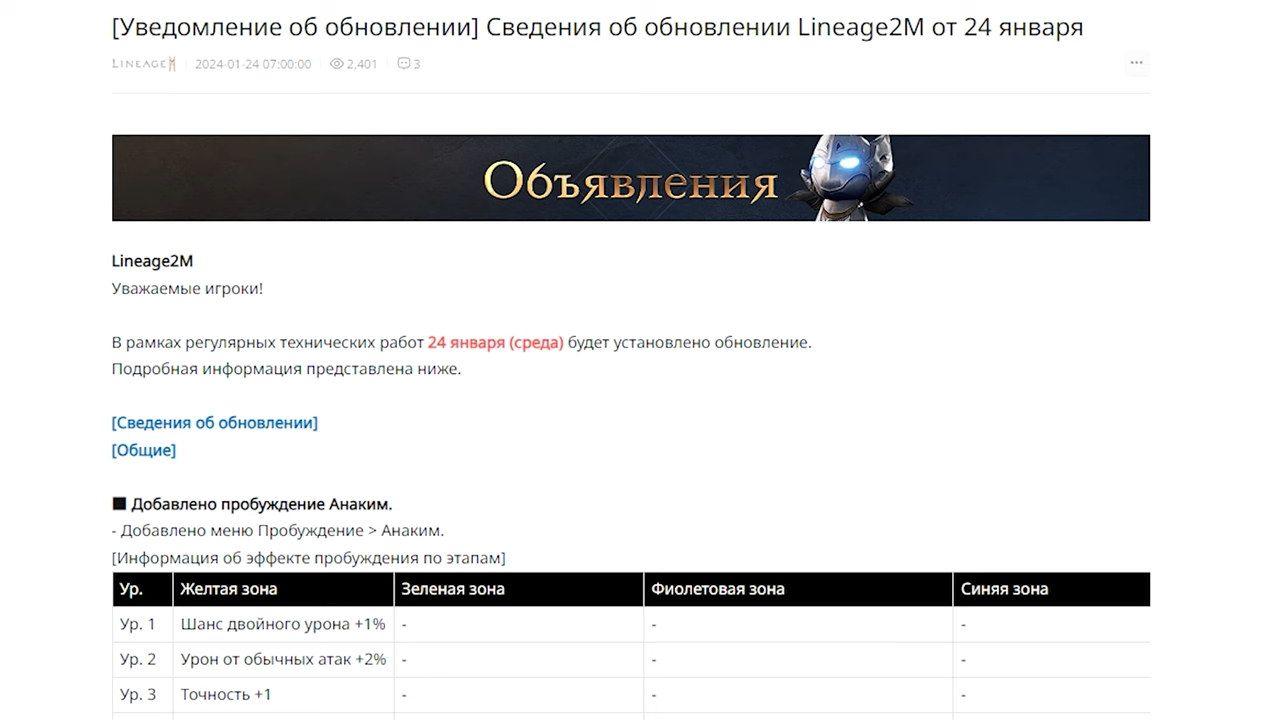 [Уведомление об обновлении] Сведения об обновлении Lineage2M от 24 января
LINEAGE M 2024-01-24 07:00:00 2,401 3
Объявления
Lineage2M
Уважаемые игроки!
В рамках регулярных технических работ 24 января (среда) будет установлено обновление.
Подробная информация представлена ниже.
[Сведения об обновлении]
[Общие]
■ Добавлено пробуждение Анаким.
- Добавлено меню Пробуждение > Анаким.
[Информация об эффекте пробуждения по этапам]
Ур. Желтая зона Зеленая зона Фиолетовая зона Синяя зона
Ур. 1 Шанс двойного урона +1% - - -
Ур. 2 Урон от обычных атак +2% - - -
Ур. 3 Точность +1 - - -